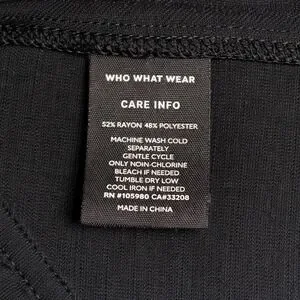 WHO WHAT WEAR
CARE INFO
52% RAYON 48% POLYESTER
MACHINE WASH COLD
SEPARATELY
GENTLE CYCLE
ONLY NON-CHLORINE
BLEACH IF NEEDED
TUMBLE DRY LOW
COOL IRON IF NEEDED
RN #105980 CA#33208
MADE IN CHINA